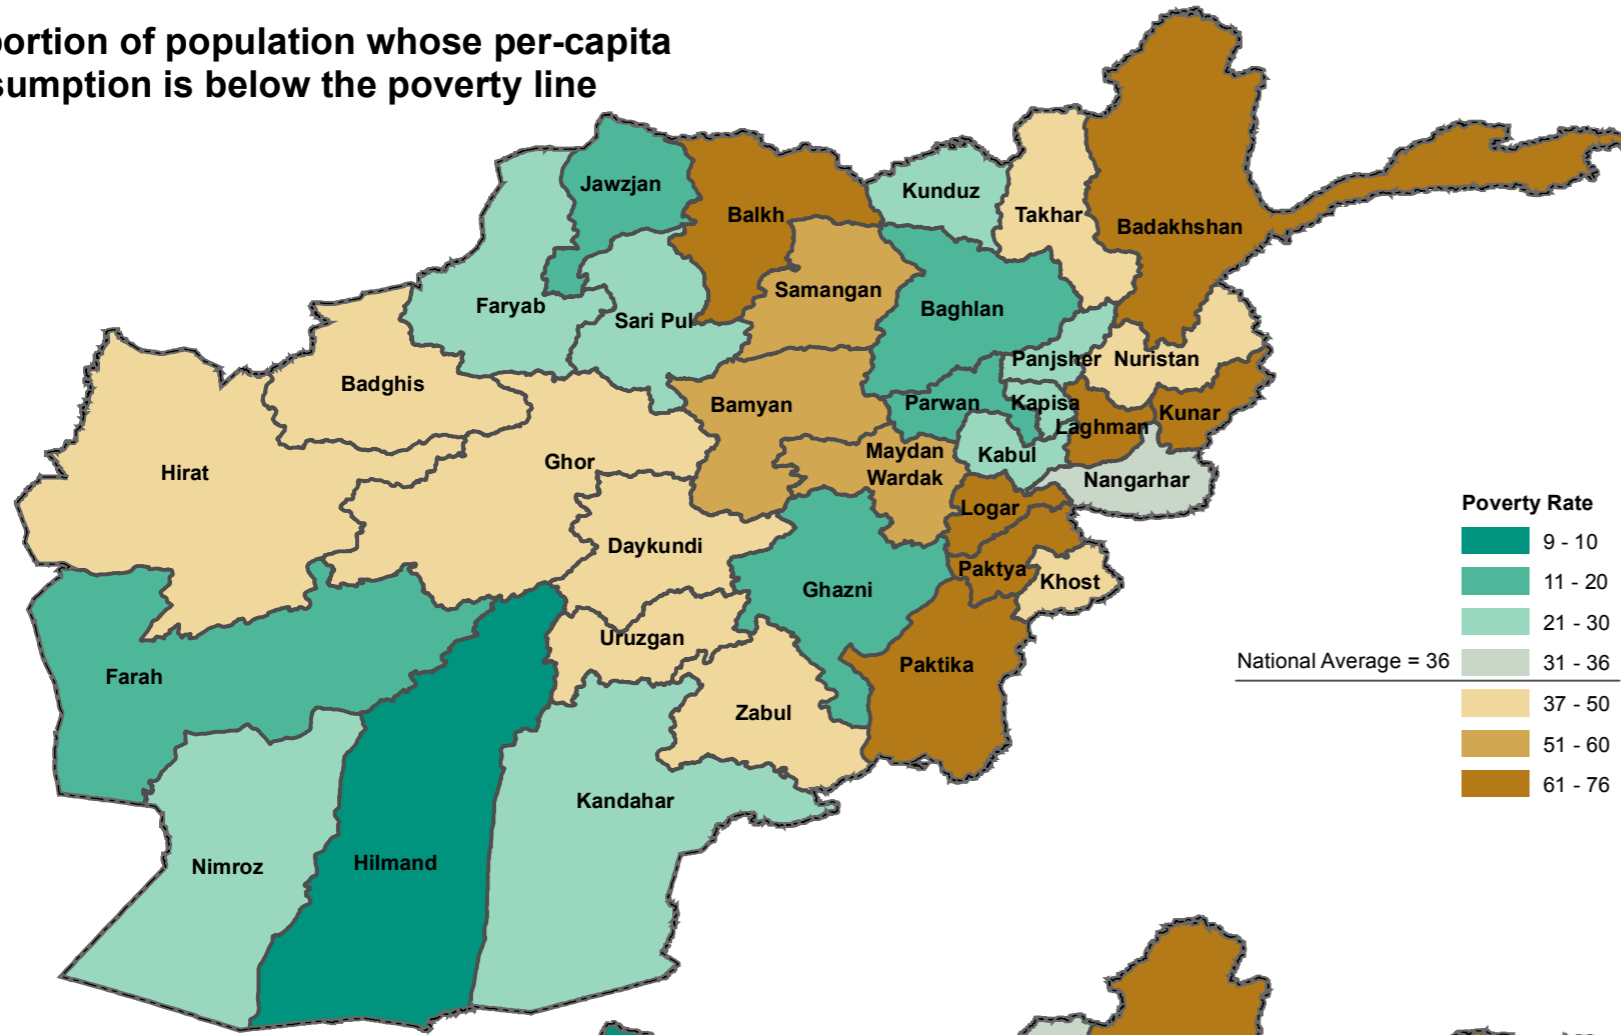 portion of population whose per-capita
sumption is below the poverty line
Jawzjan
Balkh
Kunduz
Takhar
Badakhshan
Faryab
Sari Pul
Samangan
Baghlan
Panjsher
Nuristan
Badghis
Bamyan
Parwan
Kapisa
Kunar
Laghman
Hirat
Ghor
Maydan
Wardak
Kabul
Nangarhar
Logar
Daykundi
Ghazni
Paktya
Khost
Uruzgan
Paktika
Farah
Zabul
Kandahar
Nimroz
Hilmand
Poverty Rate
9 - 10
11 - 20
21 - 30
National Average = 36
31 - 36
37 - 50
51 - 60
61 - 76